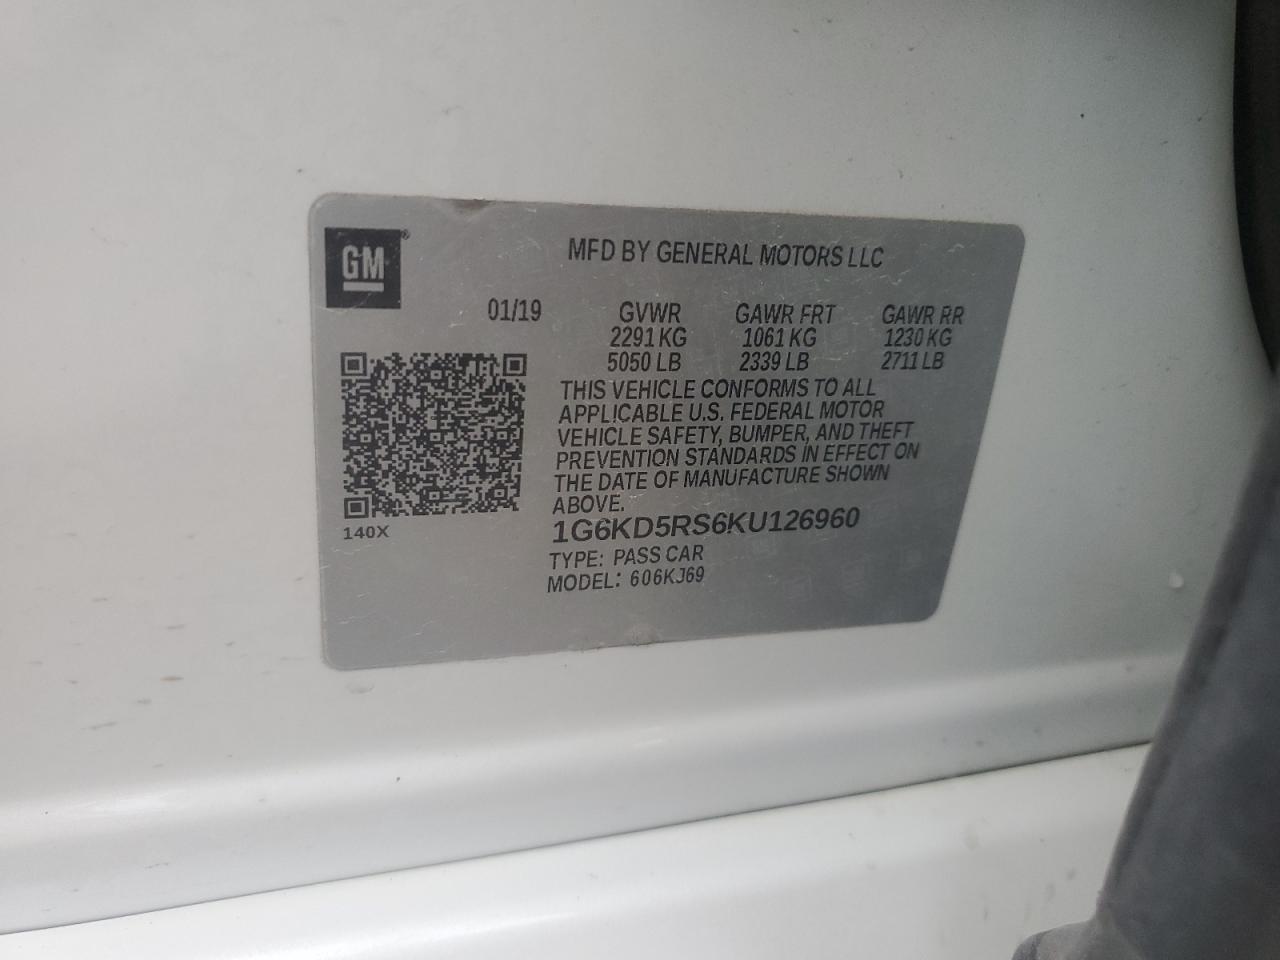 GM®
MFD BY GENERAL MOTORS LLC
01/19 GVWR GAWR FRT GAWR RR
2291 KG 1061 KG 1230 KG
5050 LB 2339 LB 2711 LB
THIS VEHICLE CONFORMS TO ALL
APPLICABLE U.S. FEDERAL MOTOR
VEHICLE SAFETY, BUMPER, AND THEFT
PREVENTION STANDARDS IN EFFECT ON
THE DATE OF MANUFACTURE SHOWN
ABOVE.
140X
1G6KD5RS6KU126960
TYPE: PASS CAR
MODEL: 606KJ69